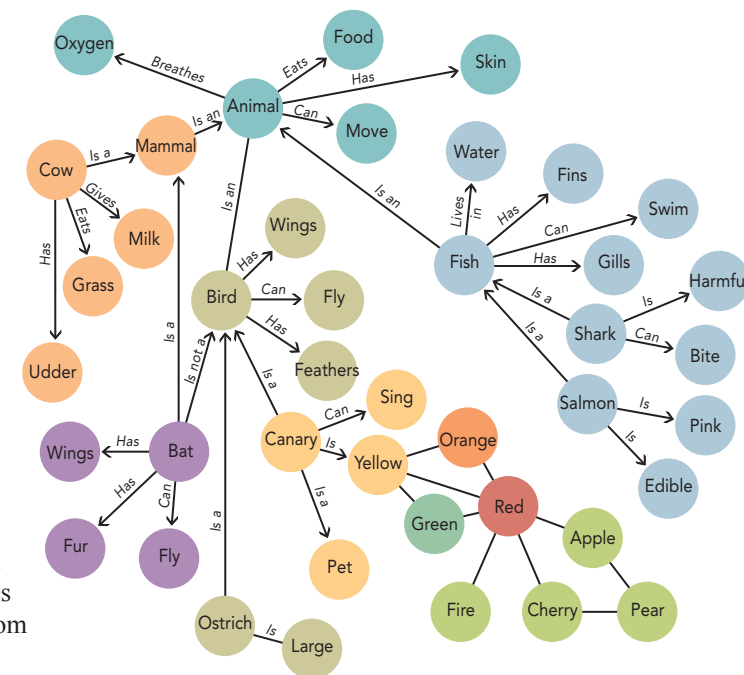 Oxygen
Breathes
Food
Eats
Has
Skin
Animal
Can
Move
Is an
Mammal
Is a
Cow
Gives
Milk
Eats
Grass
Has
Udder
Is an
Is an
Water
Lives
in
Fins
Has
Can
Swim
Fish
Has
Gills
Wings
Has
Bird
Can
Fly
Has
Feathers
Is a
Shark
Is
Harmfu
Can
Bite
Is a
Salmon
Is
Pink
Is
Edible
Is a
Is not a
Bat
Has
Wings
Has
Fur
Can
Fly
Is a
Canary
Can
Sing
Is
Yellow
Is a
Pet
Orange
Green
Red
Apple
Fire
Cherry
Pear
Is a
Ostrich
Is
Large
es
om